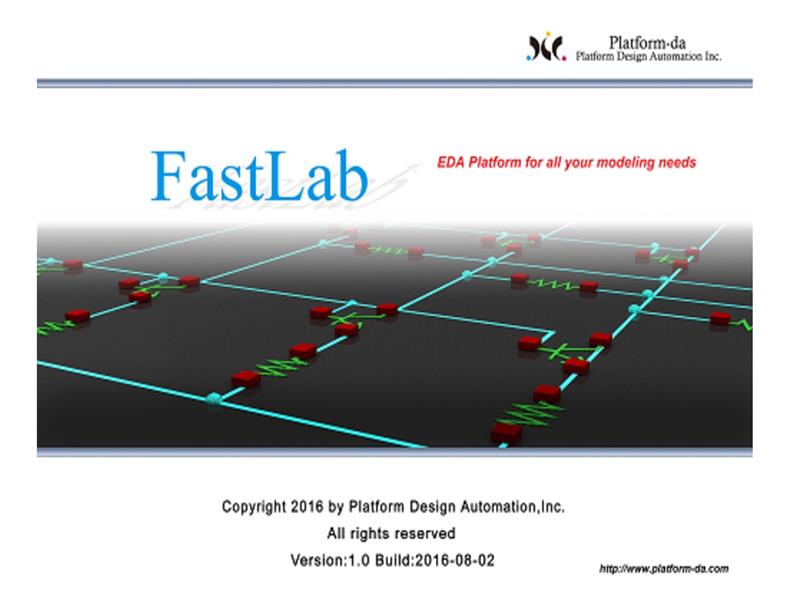 Platform-da
Platform Design Automation Inc.
FastLab
EDA Platform for all your modeling needs
Copyright 2016 by Platform Design Automation,Inc.
All rights reserved
Version:1.0 Build:2016-08-02
http://www.platform-da.com